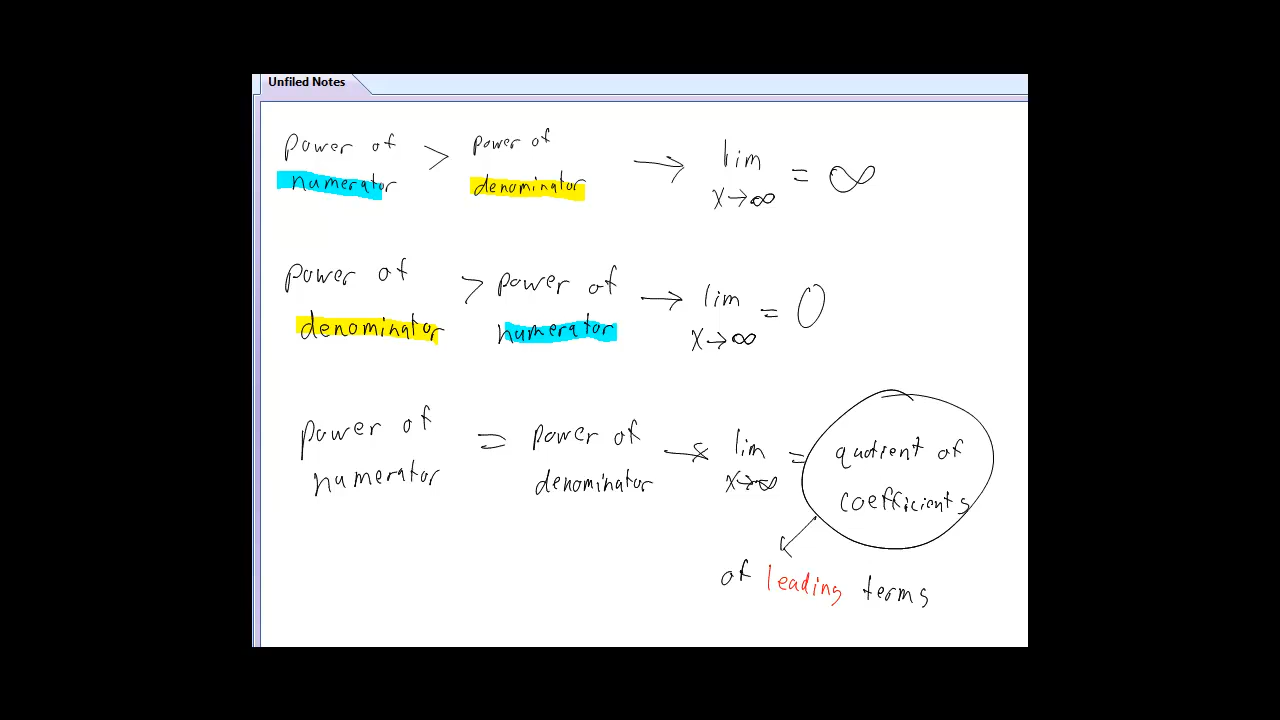 Unfiled Notes
power of > power of → lim = ∞
numerator denominator x→∞
power of > power of → lim = 0
denominator numerator x→∞
power of = power of → lim = quotient of
numerator denominator x→∞ coefficients
of leading terms